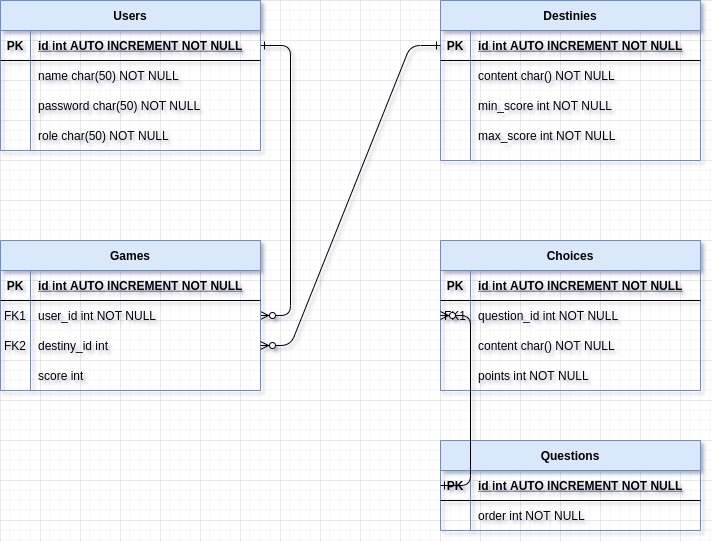 Users
PK id int AUTO INCREMENT NOT NULL
name char(50) NOT NULL
password char(50) NOT NULL
role char(50) NOT NULL
Destinies
PK id int AUTO INCREMENT NOT NULL
content char() NOT NULL
min_score int NOT NULL
max_score int NOT NULL
Games
PK id int AUTO INCREMENT NOT NULL
FK1 user_id int NOT NULL
FK2 destiny_id int
score int
Choices
PK id int AUTO INCREMENT NOT NULL
FK1 question_id int NOT NULL
content char() NOT NULL
points int NOT NULL
Questions
PK id int AUTO INCREMENT NOT NULL
order int NOT NULL